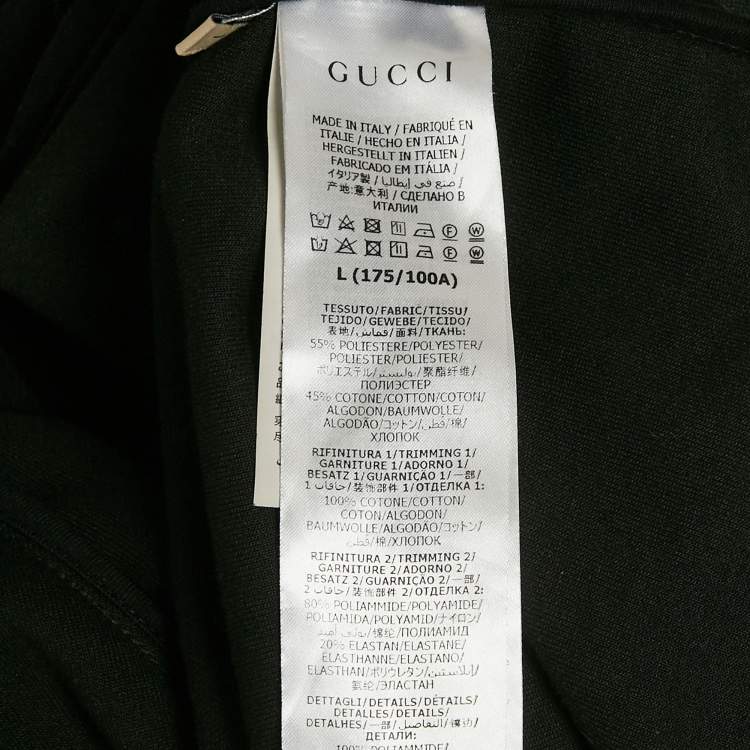 GUCCI
MADE IN ITALY / FABRIQUÉ EN
ITALIE / HECHO EN ITALIA /
HERGESTELLT IN ITALIEN /
FABRICADO EM ITÁLIA /
イタリア製 / صنع في إيطاليا /
产地:意大利 / СДЕЛАНО В
ИТАЛИИ
L (175/100A)
TESSUTO/FABRIC/TISSU/
TEJIDO/GEWEBE/TECIDO/
表地/قماش/面料/ТКАНЬ:
55% POLIESTERE/POLYESTER/
POLIESTER/POLIESTER/
ポリエステル/بوليستر/聚酯纤维/
ПОЛИЭСТЕР
45% COTONE/COTTON/COTON/
ALGODON/BAUMWOLLE/
ALGODÃO/コットン/قطن/棉/
ХЛОПОК
RIFINITURA 1/TRIMMING 1/
GARNITURE 1/ADORNO 1/
BESATZ 1/GUARNIÇÃO 1/一部/
حافات 1/装饰部件 1/ОТДЕЛКА 1:
100% COTONE/COTTON/
COTON/ALGODON/
BAUMWOLLE/ALGODÃO/コットン/
قطن/棉/ХЛОПОК
RIFINITURA 2/TRIMMING 2/
GARNITURE 2/ADORNO 2/
BESATZ 2/GUARNIÇÃO 2/一部/
حافات 2/装饰部件 2/ОТДЕЛКА 2:
80% POLIAMMIDE/POLYAMIDE/
POLIAMIDA/POLYAMID/ナイロン/
بولي أميد/锦纶/ПОЛИАМИД
20% ELASTAN/ELASTANE/
ELASTHANNE/ELASTANO/
ELASTHAN/ポリウレタン/إيلاستين/
氨纶/ЭЛАСТАН
DETTAGLI/DETAILS/DÉTAILS/
DETALLES/DETAILS/
DETALHES/一部/التفاصيل/镶边/
ДЕТАЛИ:
100% POLIAMMIDE/